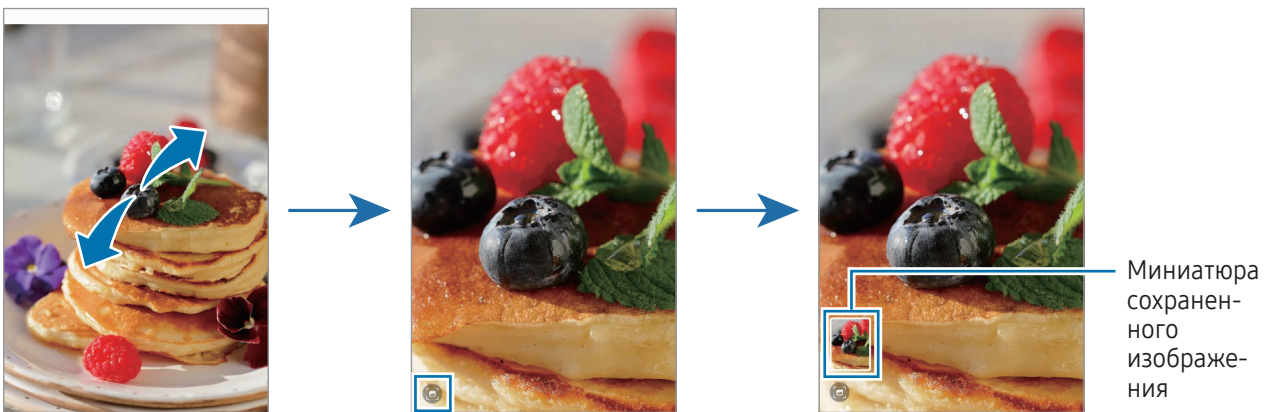 Миниатюра
сохранен-
ного
изображе-
ния